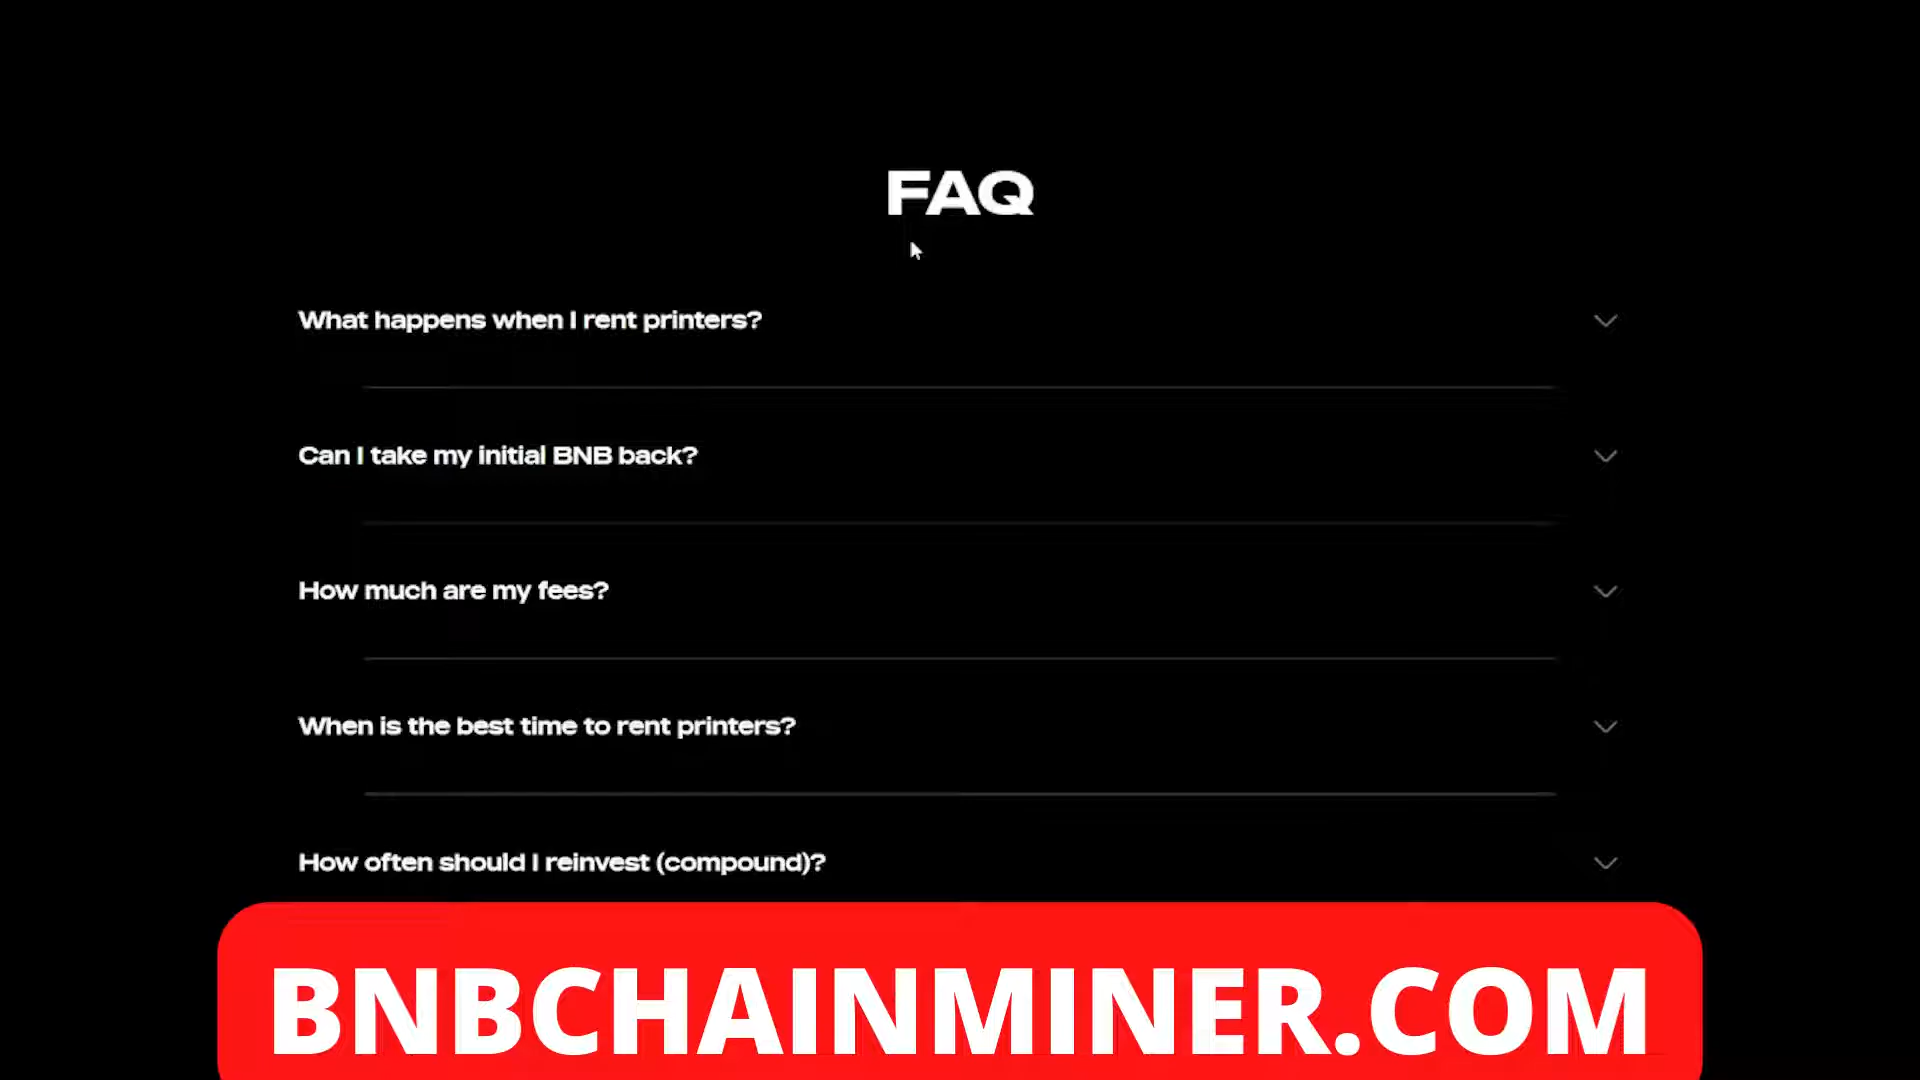 FAQ
What happens when I rent printers?
Can I take my initial BNB back?
How much are my fees?
When is the best time to rent printers?
How often should I reinvest (compound)?
BNBCHAINMINER.COM